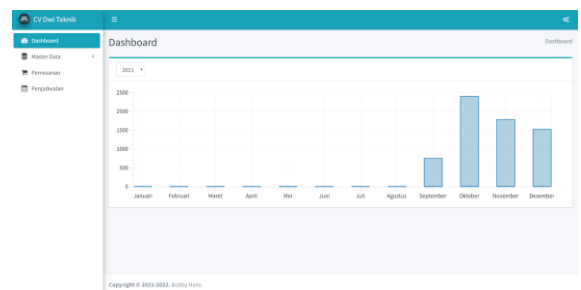 CV Dwi Teknik
Dashboard
Master Data
Pemesanan
Penjadwalan
Dashboard
Dashboard
2021
2500
2000
1500
1000
500
0
Januari Februari Maret April Mei Juni Juli Agustus September Oktober November Desember
Copyright © 2021-2022. Bobby Hans.